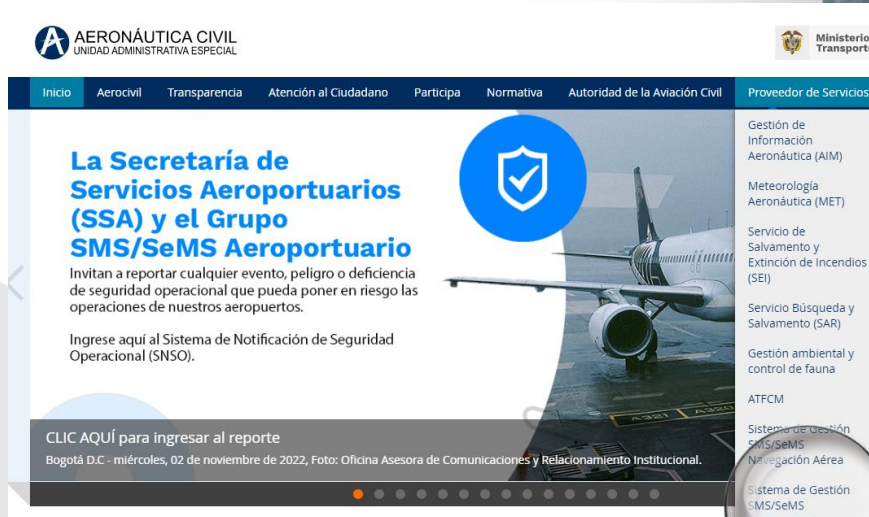 AERONÁUTICA CIVIL
UNIDAD ADMINISTRATIVA ESPECIAL
Ministerio
Transporte
Inicio Aerocivil Transparencia Atención al Ciudadano Participa Normativa Autoridad de la Aviación Civil Proveedor de Servicios
La Secretaría de
Servicios Aeroportuarios
(SSA) y el Grupo
SMS/SeMS Aeroportuario
Invitan a reportar cualquier evento, peligro o deficiencia
de seguridad operacional que pueda poner en riesgo las
operaciones de nuestros aeropuertos.
Ingrese aquí al Sistema de Notificación de Seguridad
Operacional (SNSO).
A321 A320
CLIC AQUÍ para ingresar al reporte
Bogotá D.C - miércoles, 02 de noviembre de 2022, Foto: Oficina Asesora de Comunicaciones y Relacionamiento Institucional.
Gestión de
Información
Aeronáutica (AIM)
Meteorología
Aeronáutica (MET)
Servicio de
Salvamento y
Extinción de Incendios
(SEI)
Servicio Búsqueda y
Salvamento (SAR)
Gestión ambiental y
control de fauna
ATFCM
Sistema de Gestión
SMS/SeMS
Navegación Aérea
Sistema de Gestión
SMS/SeMS